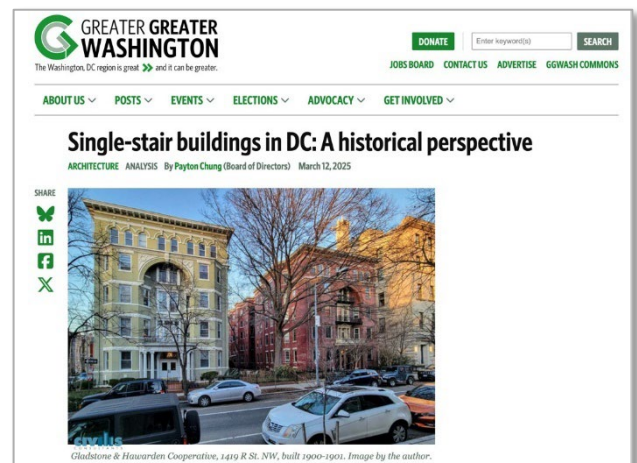 GREATER GREATER
WASHINGTON
The Washington, DC region is great >> and it can be greater.
DONATE
Enter keyword(s)
SEARCH
JOBS BOARD CONTACT US ADVERTISE GGWASH COMMONS
ABOUT US POSTS EVENTS ELECTIONS ADVOCACY GET INVOLVED
Single-stair buildings in DC: A historical perspective
ARCHITECTURE ANALYSIS By Payton Chung (Board of Directors) March 12, 2025
SHARE
in
f
X
Gladstone & Hawarden Cooperative, 1419 R St. NW, built 1900-1901. Image by the author.